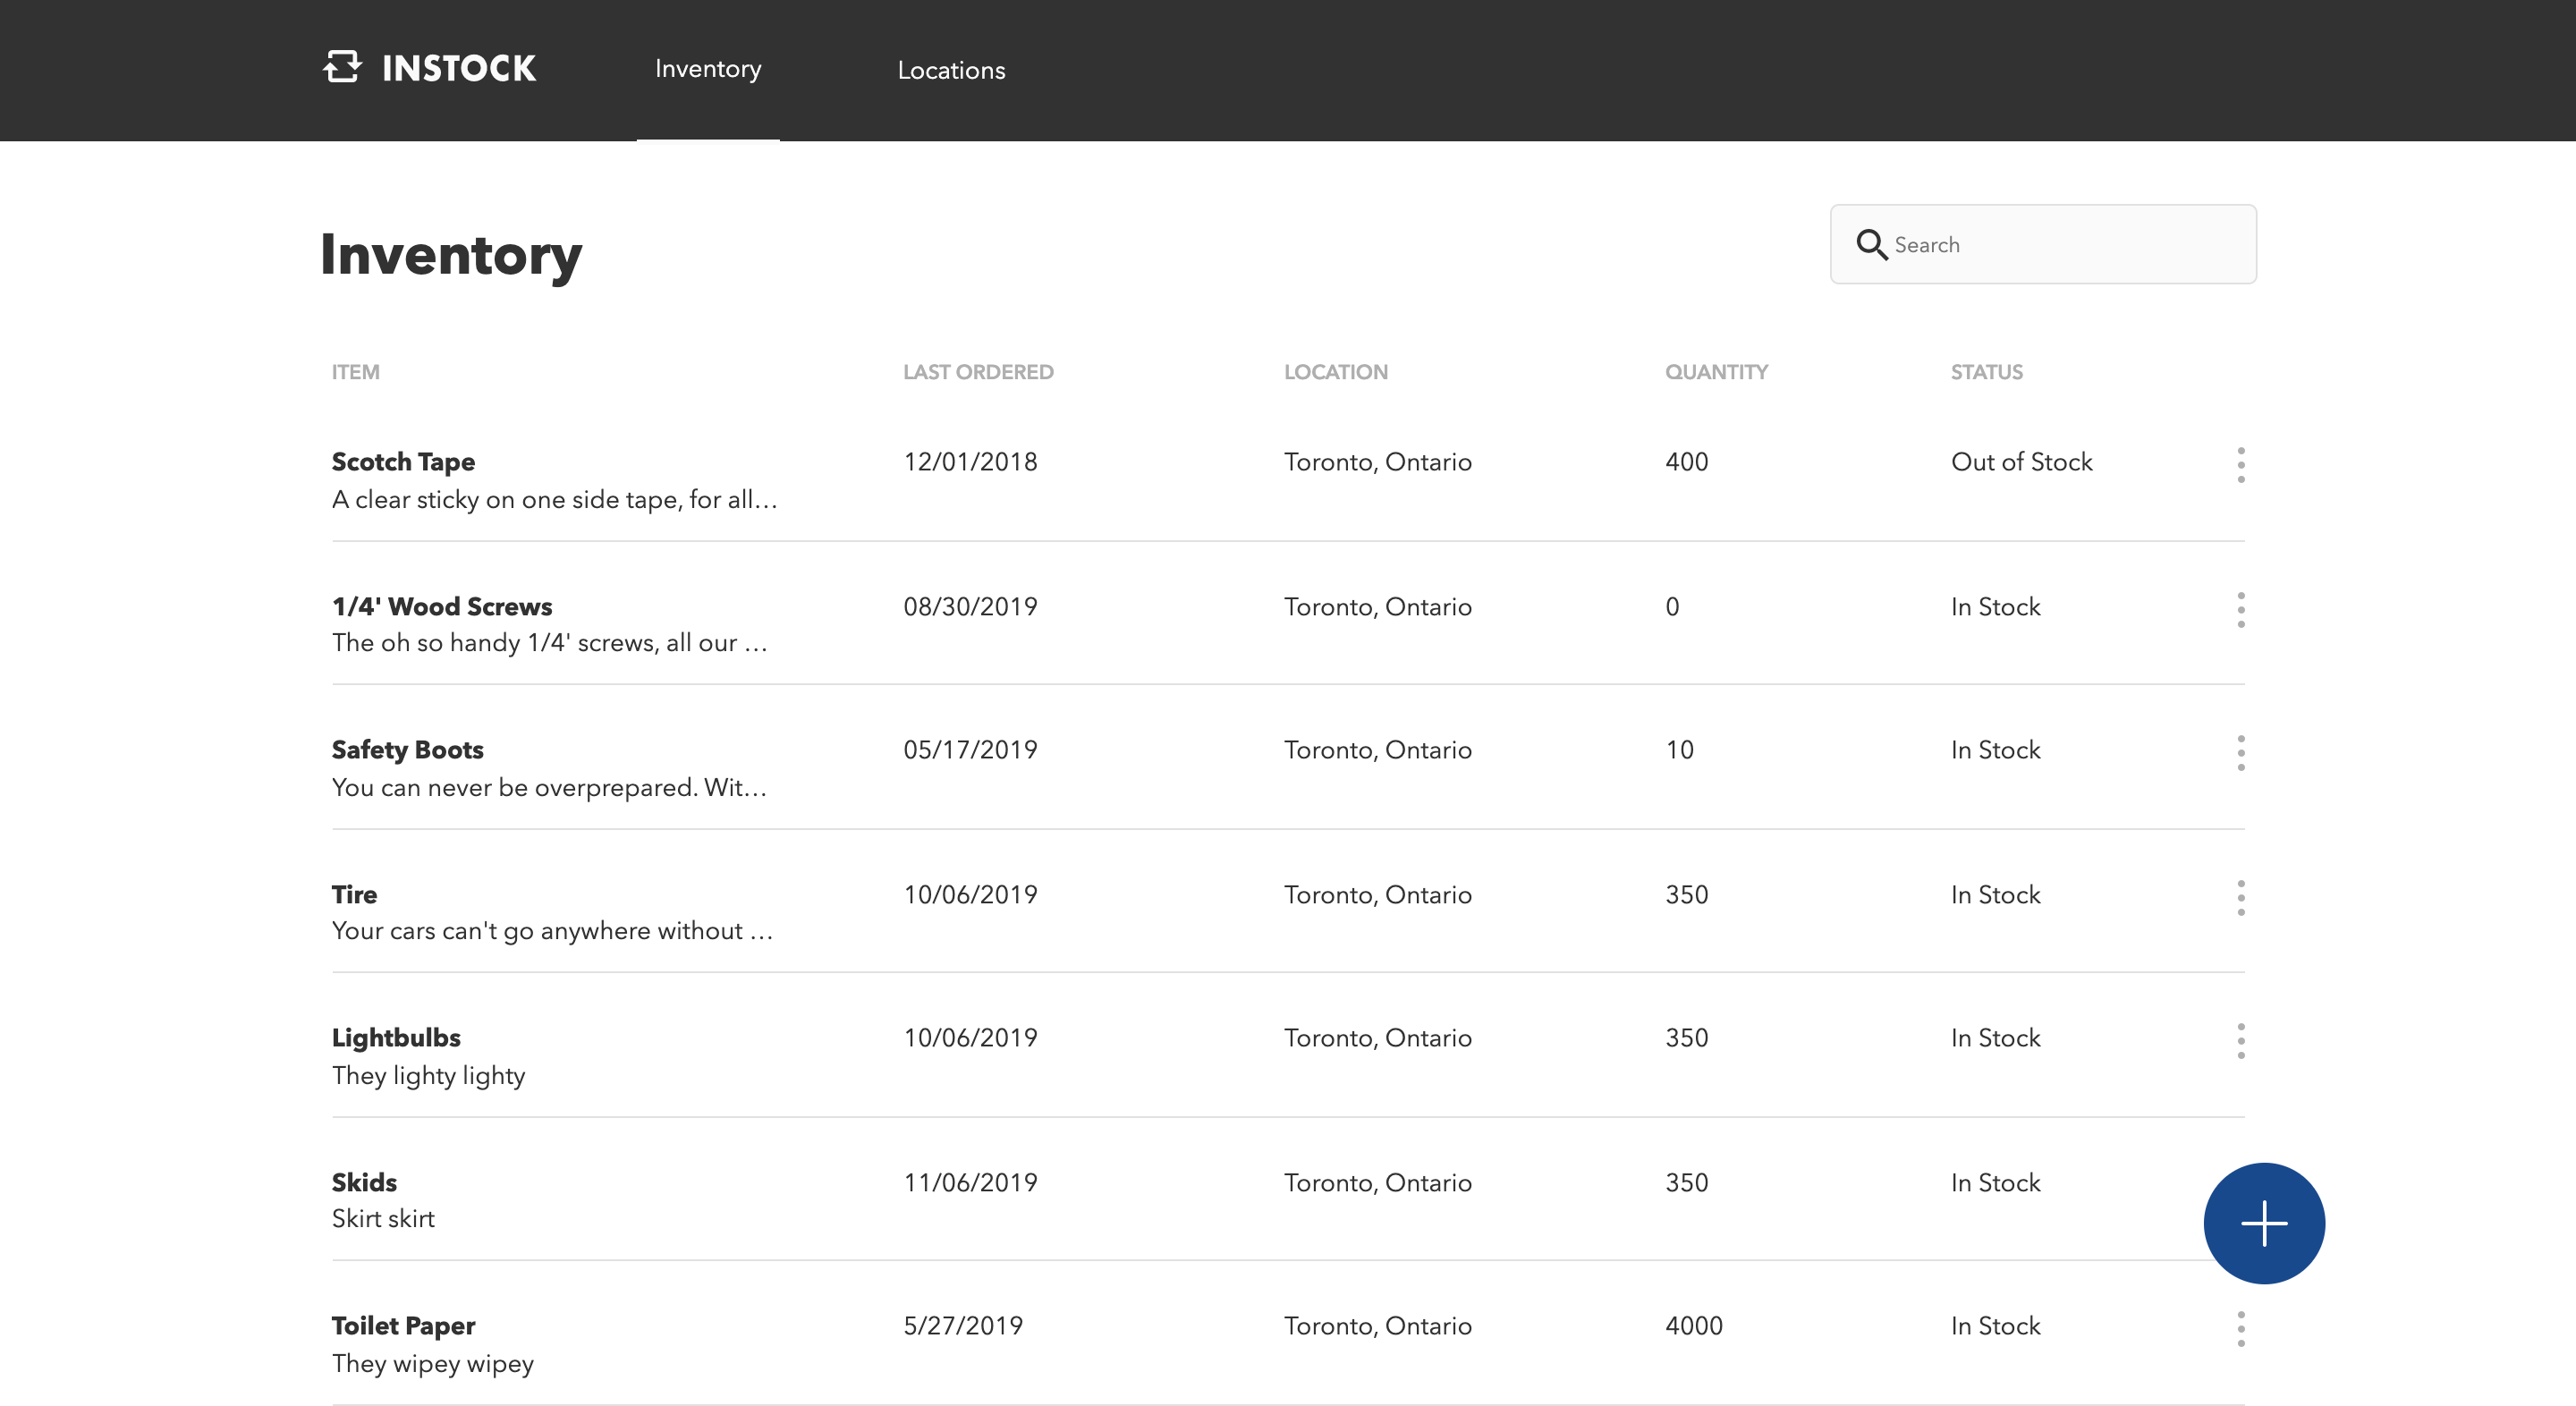 INSTOCK Inventory Locations
Inventory
Search
ITEM LAST ORDERED LOCATION QUANTITY STATUS
Scotch Tape 12/01/2018 Toronto, Ontario 400 Out of Stock
A clear sticky on one side tape, for all…
1/4' Wood Screws 08/30/2019 Toronto, Ontario 0 In Stock
The oh so handy 1/4' screws, all our …
Safety Boots 05/17/2019 Toronto, Ontario 10 In Stock
You can never be overprepared. Wit…
Tire 10/06/2019 Toronto, Ontario 350 In Stock
Your cars can't go anywhere without …
Lightbulbs 10/06/2019 Toronto, Ontario 350 In Stock
They lighty lighty
Skids 11/06/2019 Toronto, Ontario 350 In Stock
Skirt skirt
Toilet Paper 5/27/2019 Toronto, Ontario 4000 In Stock
They wipey wipey